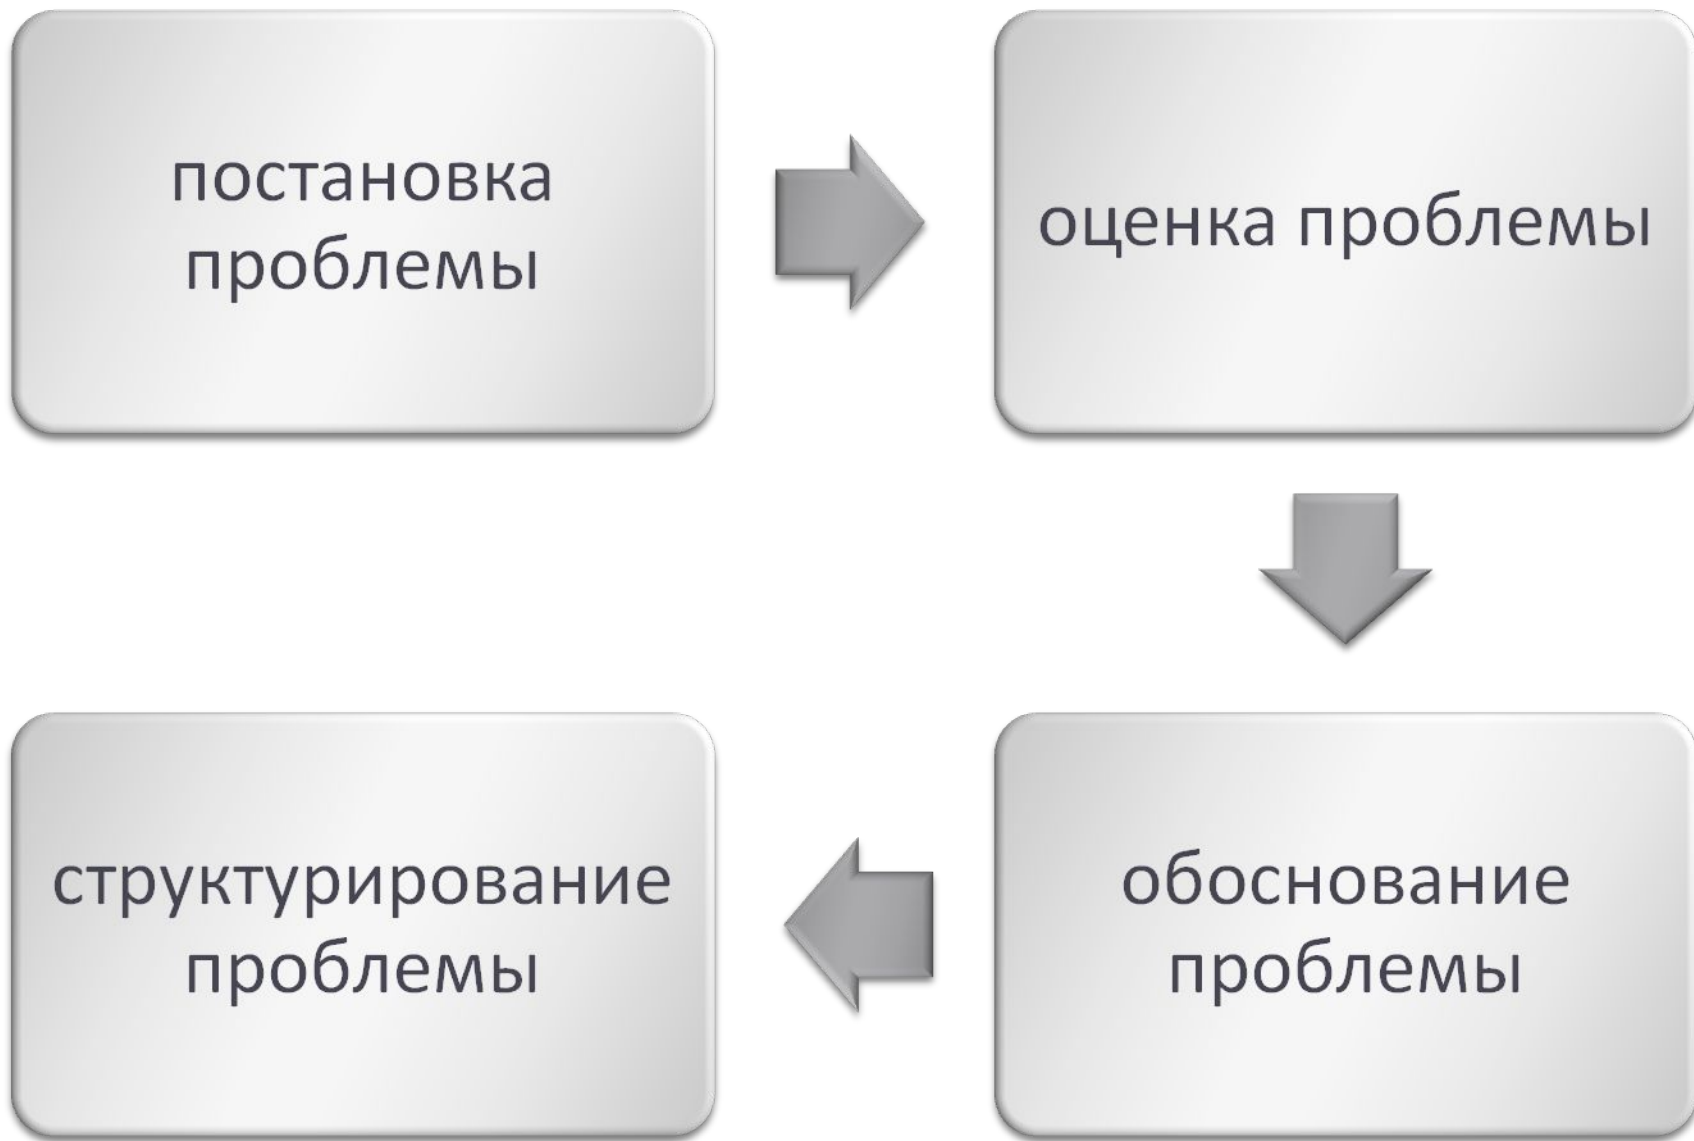 постановка
проблемы
оценка проблемы
обоснование
проблемы
структурирование
проблемы